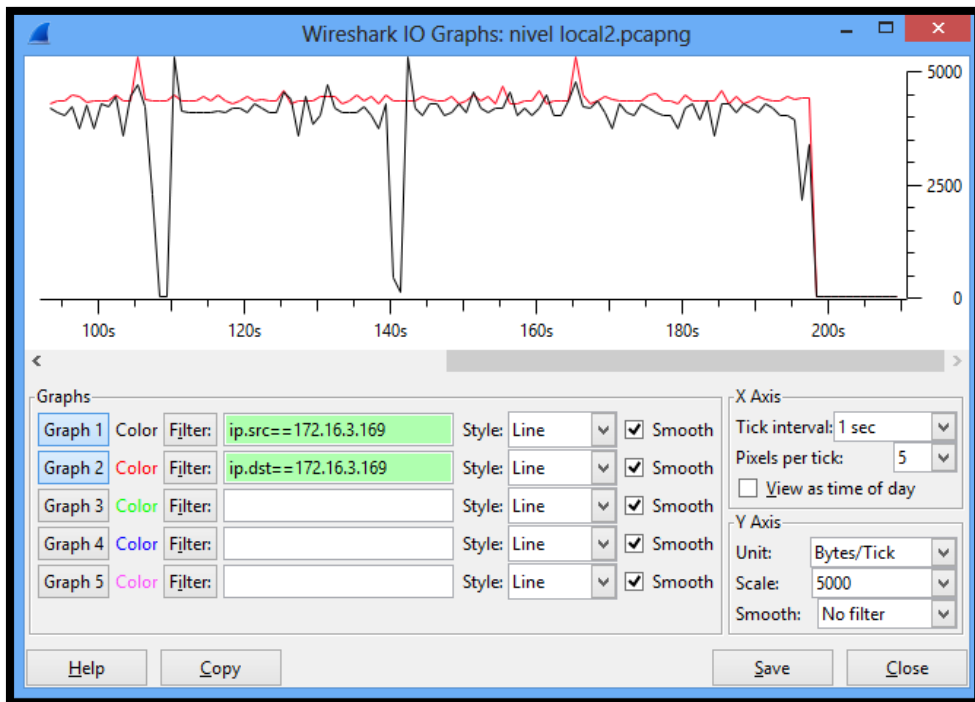 Wireshark IO Graphs: nivel local2.pcapng
5000
2500
0
100s 120s 140s 160s 180s 200s
Graphs
Graph 1 Color Filter: ip.src==172.16.3.169 Style: Line Smooth
Graph 2 Color Filter: ip.dst==172.16.3.169 Style: Line Smooth
Graph 3 Color Filter: Style: Line Smooth
Graph 4 Color Filter: Style: Line Smooth
Graph 5 Color Filter: Style: Line Smooth
X Axis
Tick interval: 1 sec
Pixels per tick: 5
View as time of day
Y Axis
Unit: Bytes/Tick
Scale: 5000
Smooth: No filter
Help Copy Save Close